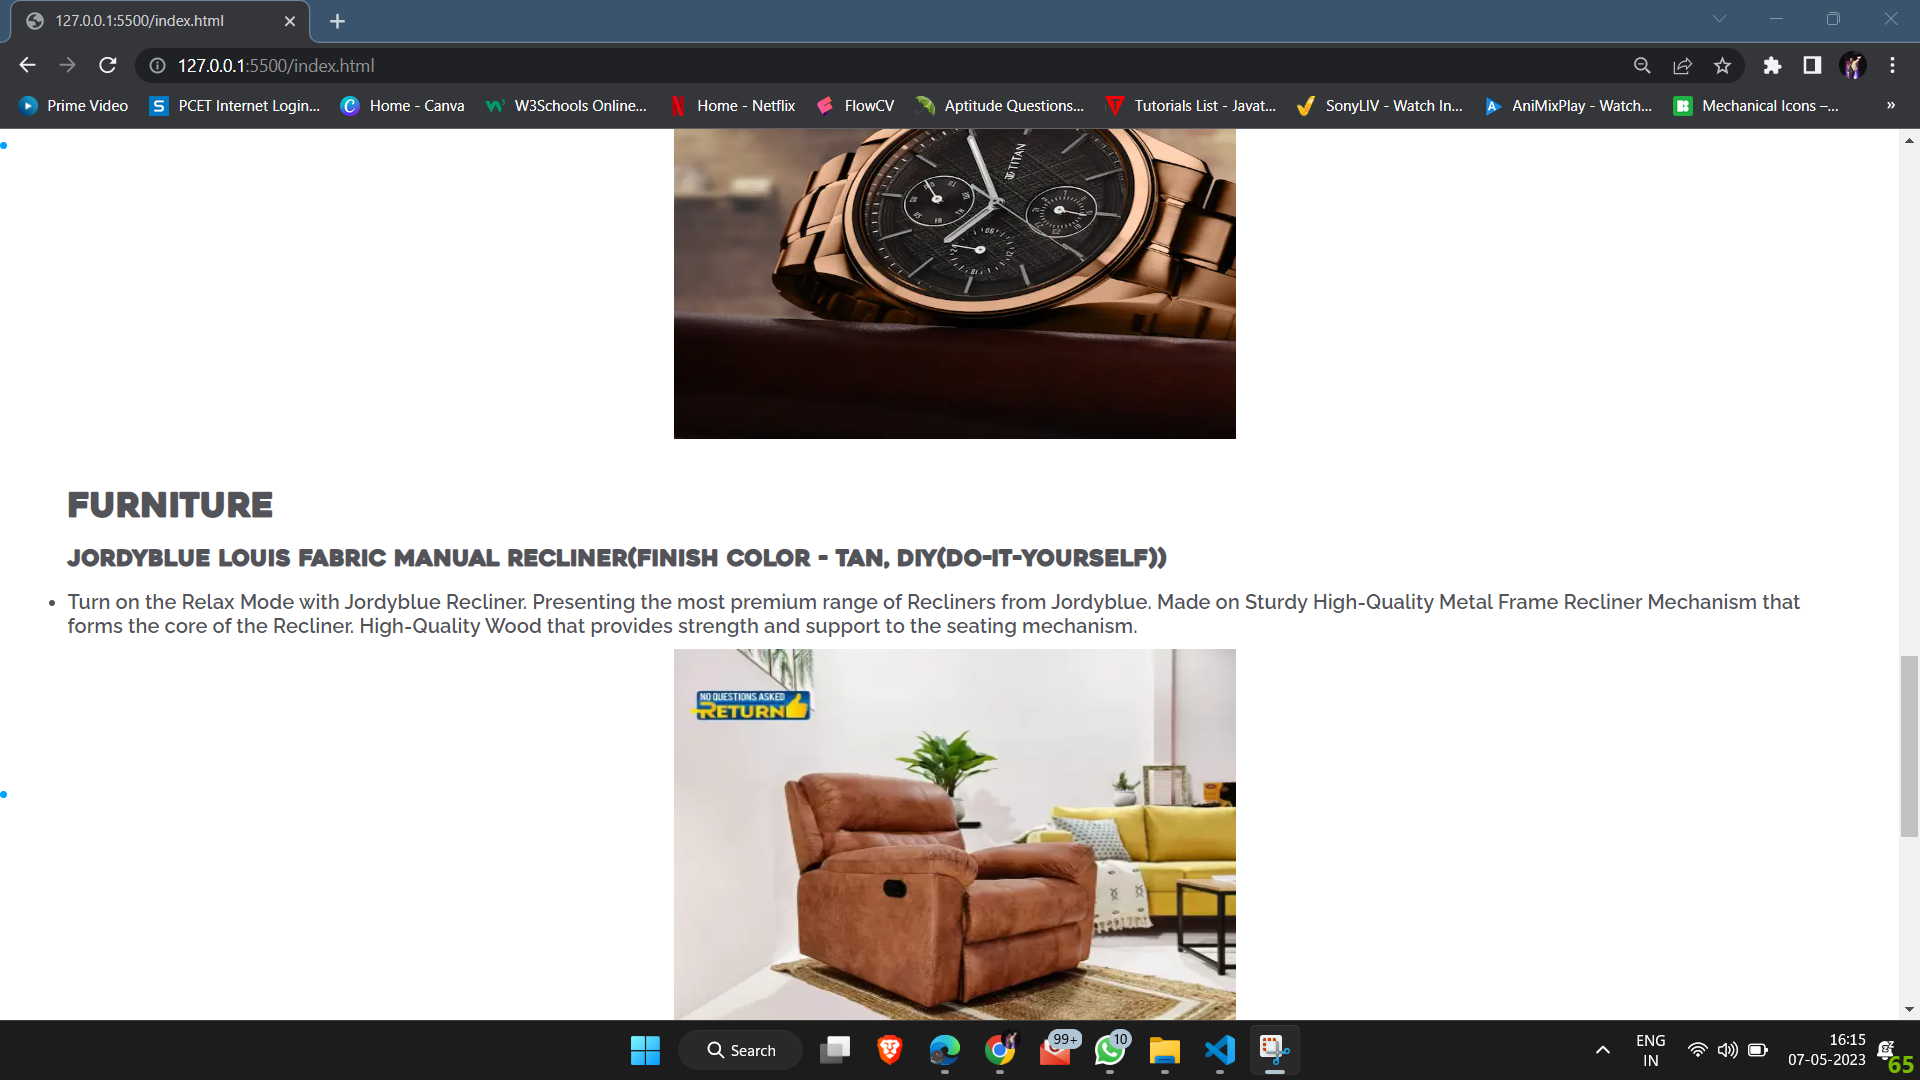 127.0.0.1:5500/index.html
127.0.0.1:5500/index.html
Prime Video
PCET Internet Login...
Home - Canva
W3Schools Online...
Home - Netflix
FlowCV
Aptitude Questions...
Tutorials List - Javat...
SonyLIV - Watch In...
AniMixPlay - Watch...
Mechanical Icons –...
»
TITAN
FURNITURE
JORDYBLUE LOUIS FABRIC MANUAL RECLINER(FINISH COLOR - TAN, DIY(DO-IT-YOURSELF))
• Turn on the Relax Mode with Jordyblue Recliner. Presenting the most premium range of Recliners from Jordyblue. Made on Sturdy High-Quality Metal Frame Recliner Mechanism that
forms the core of the Recliner. High-Quality Wood that provides strength and support to the seating mechanism.
NO QUESTIONS ASKED
RETURN
Search
99+
10
ENG
IN
16:15
07-05-2023
65